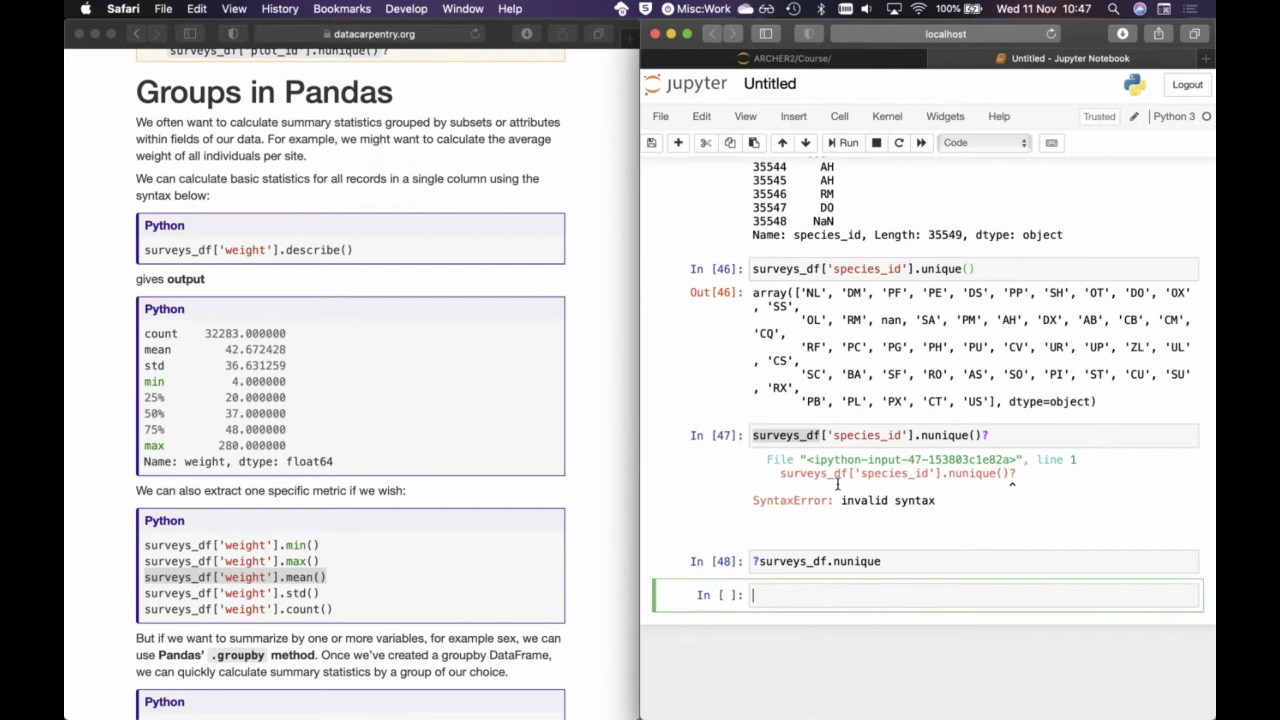 Safari File Edit View History Bookmarks Develop Window Help Misc:Work 100% Wed 11 Nov 10:47
datacarpentry.org
surveys_df['plot_id'].nunique()?
Groups in Pandas
We often want to calculate summary statistics grouped by subsets or attributes
within fields of our data. For example, we might want to calculate the average
weight of all individuals per site.
We can calculate basic statistics for all records in a single column using the
syntax below:
Python
surveys_df['weight'].describe()
gives output
Python
count 32283.000000
mean 42.672428
std 36.631259
min 4.000000
25% 20.000000
50% 37.000000
75% 48.000000
max 280.000000
Name: weight, dtype: float64
We can also extract one specific metric if we wish:
Python
surveys_df['weight'].min()
surveys_df['weight'].max()
surveys_df['weight'].mean()
surveys_df['weight'].std()
surveys_df['weight'].count()
But if we want to summarize by one or more variables, for example sex, we can
use Pandas’ .groupby method. Once we’ve created a groupby DataFrame,
we can quickly calculate summary statistics by a group of our choice.
Python
localhost
ARCHER2/Course/ Untitled - Jupyter Notebook
jupyter Untitled Logout
File Edit View Insert Cell Kernel Widgets Help Trusted Python 3
Run Code
35544 AH
35545 AH
35546 RM
35547 DO
35548 NaN
Name: species_id, Length: 35549, dtype: object
In [46]: surveys_df['species_id'].unique()
Out[46]: array(['NL', 'DM', 'PF', 'PE', 'DS', 'PP', 'SH', 'OT', 'DO', 'OX'
, 'SS',
'OL', 'RM', nan, 'SA', 'PM', 'AH', 'DX', 'AB', 'CB', 'CM',
'CQ',
'RF', 'PC', 'PG', 'PH', 'PU', 'CV', 'UR', 'UP', 'ZL', 'UL'
, 'CS',
'SC', 'BA', 'SF', 'RO', 'AS', 'SO', 'PI', 'ST', 'CU', 'SU'
, 'RX',
'PB', 'PL', 'PX', 'CT', 'US'], dtype=object)
In [47]: surveys_df['species_id'].nunique()?
File "<ipython-input-47-153803c1e82a>", line 1
surveys_df['species_id'].nunique()?
^
SyntaxError: invalid syntax
In [48]: ?surveys_df.nunique
In [ ]: